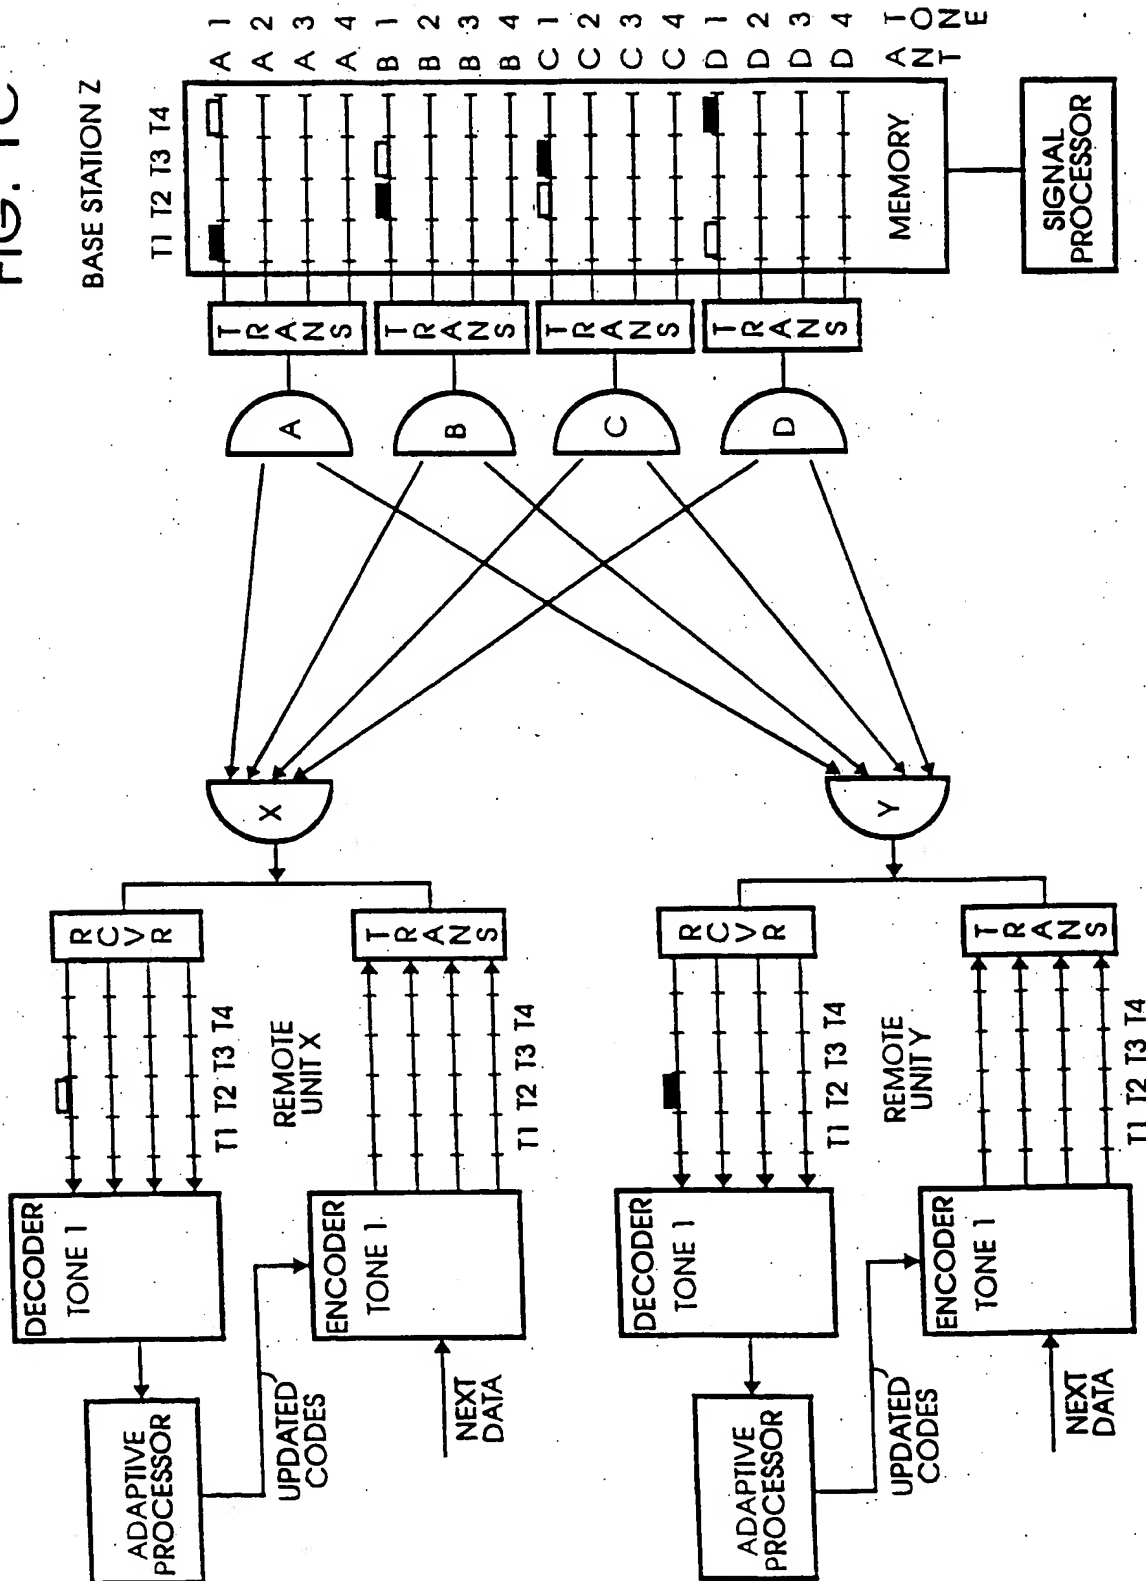 FIG. 1C
BASE STATION Z
T1 T2 T3 T4
A 1
A 2
A 3
A 4
B 1
B 2
B 3
B 4
C 1
C 2
C 3
C 4
D 1
D 2
D 3
D 4
ANT
TONE
MEMORY
SIGNAL
PROCESSOR
TRANS
TRANS
TRANS
TRANS
A
B
C
D
X
Y
RCVR
TRANS
T1 T2 T3 T4
REMOTE
UNIT X
T1 T2 T3 T4
DECODER
TONE 1
ENCODER
TONE 1
ADAPTIVE
PROCESSOR
UPDATED
CODES
NEXT
DATA
RCVR
TRANS
T1 T2 T3 T4
REMOTE
UNIT Y
T1 T2 T3 T4
DECODER
TONE 1
ENCODER
TONE 1
ADAPTIVE
PROCESSOR
UPDATED
CODES
NEXT
DATA